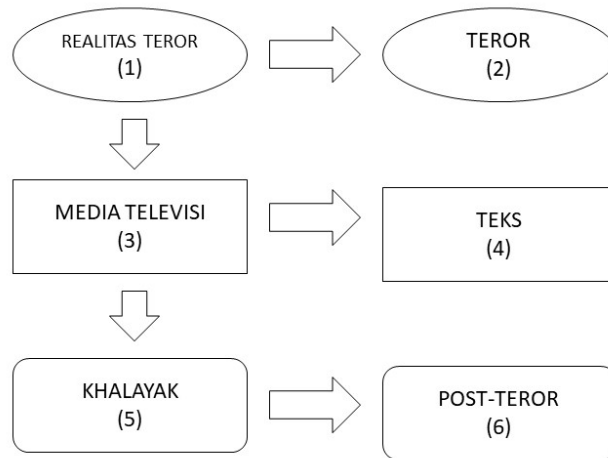 REALITAS TEROR
(1)
TEROR
(2)
MEDIA TELEVISI
(3)
TEKS
(4)
KHALAYAK
(5)
POST-TEROR
(6)